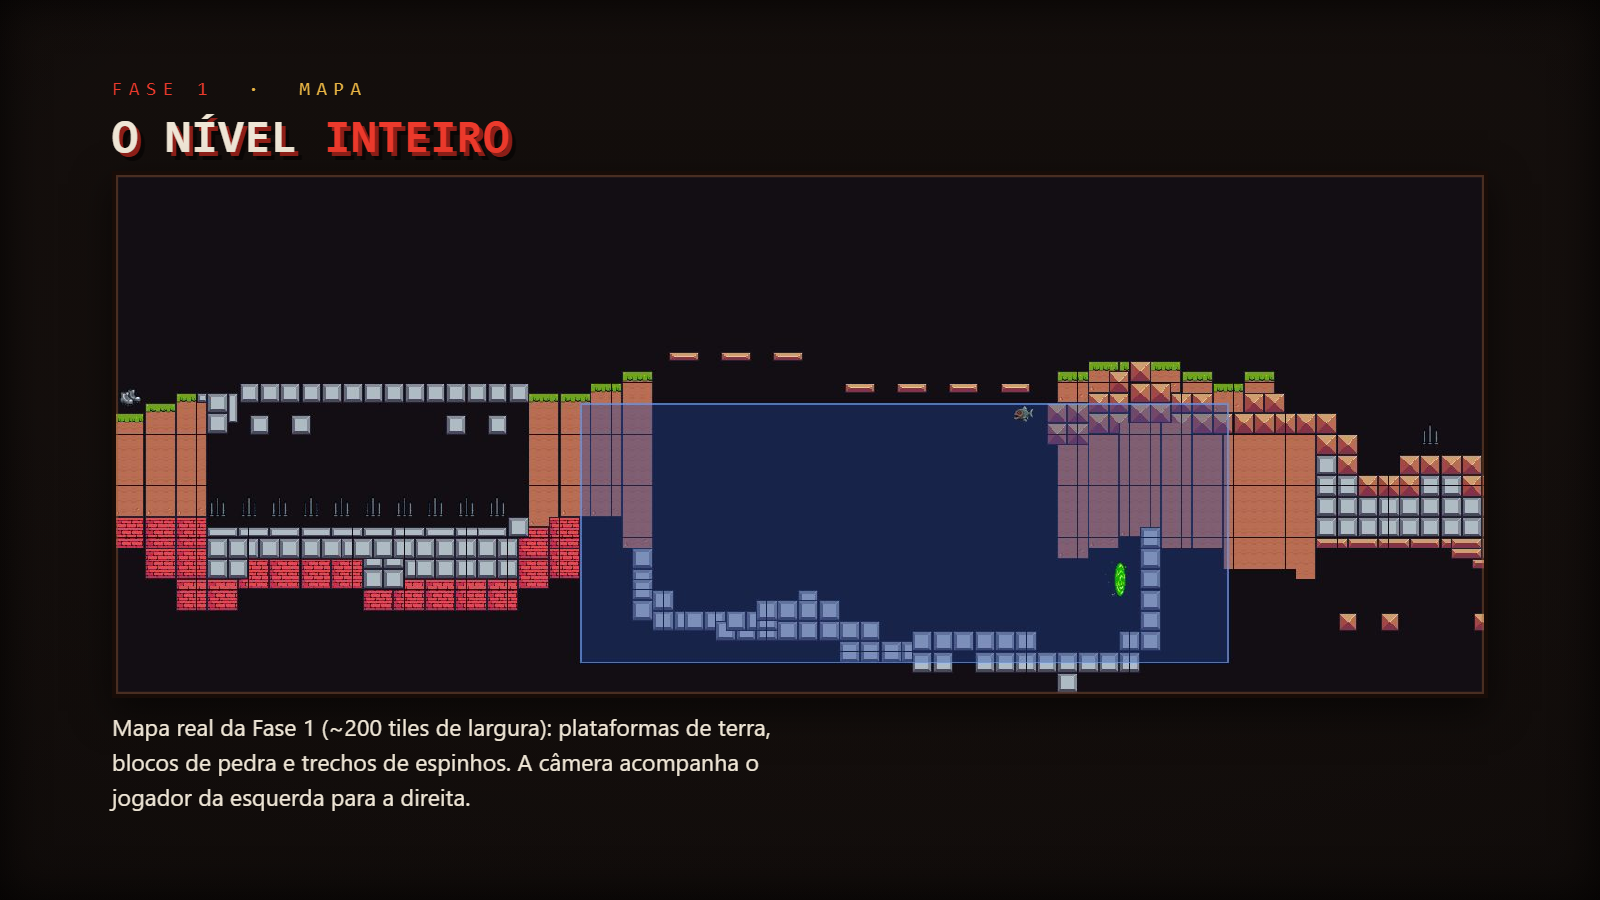 FASE 1 · MAPA
O NÍVEL INTEIRO
Mapa real da Fase 1 (~200 tiles de largura): plataformas de terra,
blocos de pedra e trechos de espinhos. A câmera acompanha o
jogador da esquerda para a direita.